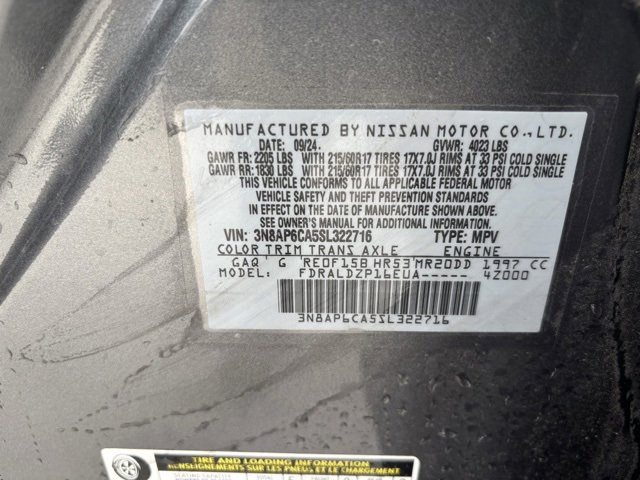 MANUFACTURED BY NISSAN MOTOR CO.,LTD.
DATE: 09/24 GVWR: 4023 LBS
GAWR FR: 2205 LBS WITH 215/60R17 TIRES 17X7.0J RIMS AT 33 PSI COLD SINGLE
GAWR RR: 1830 LBS WITH 215/60R17 TIRES 17X7.0J RIMS AT 33 PSI COLD SINGLE
THIS VEHICLE CONFORMS TO ALL APPLICABLE FEDERAL MOTOR
VEHICLE SAFETY AND THEFT PREVENTION STANDARDS
IN EFFECT ON THE DATE OF MANUFACTURE SHOWN ABOVE.
SEE OWNER'S MANUAL FOR ADDITIONAL INFORMATION.
VIN: 3N8AP6CA5SL322716 TYPE: MPV
COLOR TRIM TRANS AXLE ENGINE
GAQ G RE0F15B HR53 MR20DD 1997 CC
MODEL: FDRALDZP16EUA----- 4Z000
3N8AP6CA5SL322716
TIRE AND LOADING INFORMATION
RENSEIGNEMENTS SUR LES PNEUS ET LE CHARGEMENT
SEATING CAPACITY